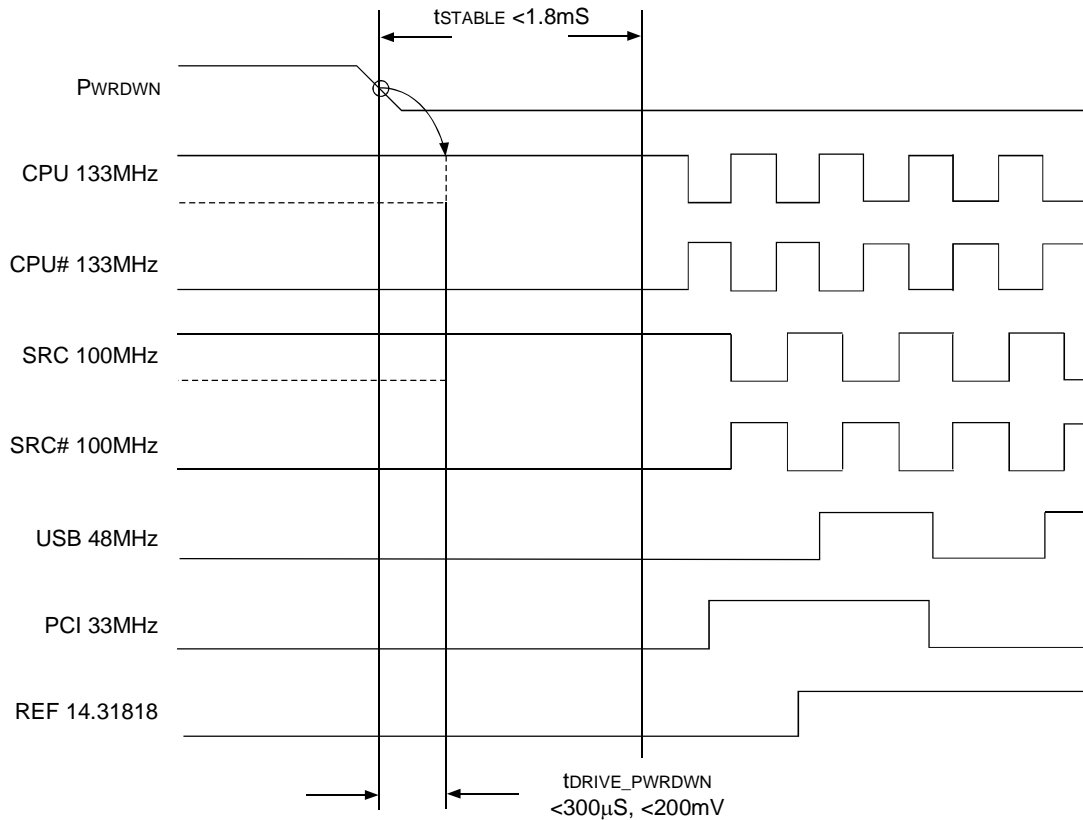 tSTABLE <1.8mS
PWRDWN
CPU 133MHz
CPU# 133MHz
SRC 100MHz
SRC# 100MHz
USB 48MHz
PCI 33MHz
REF 14.31818
tDRIVE_PWRDWN
<300μS, <200mV